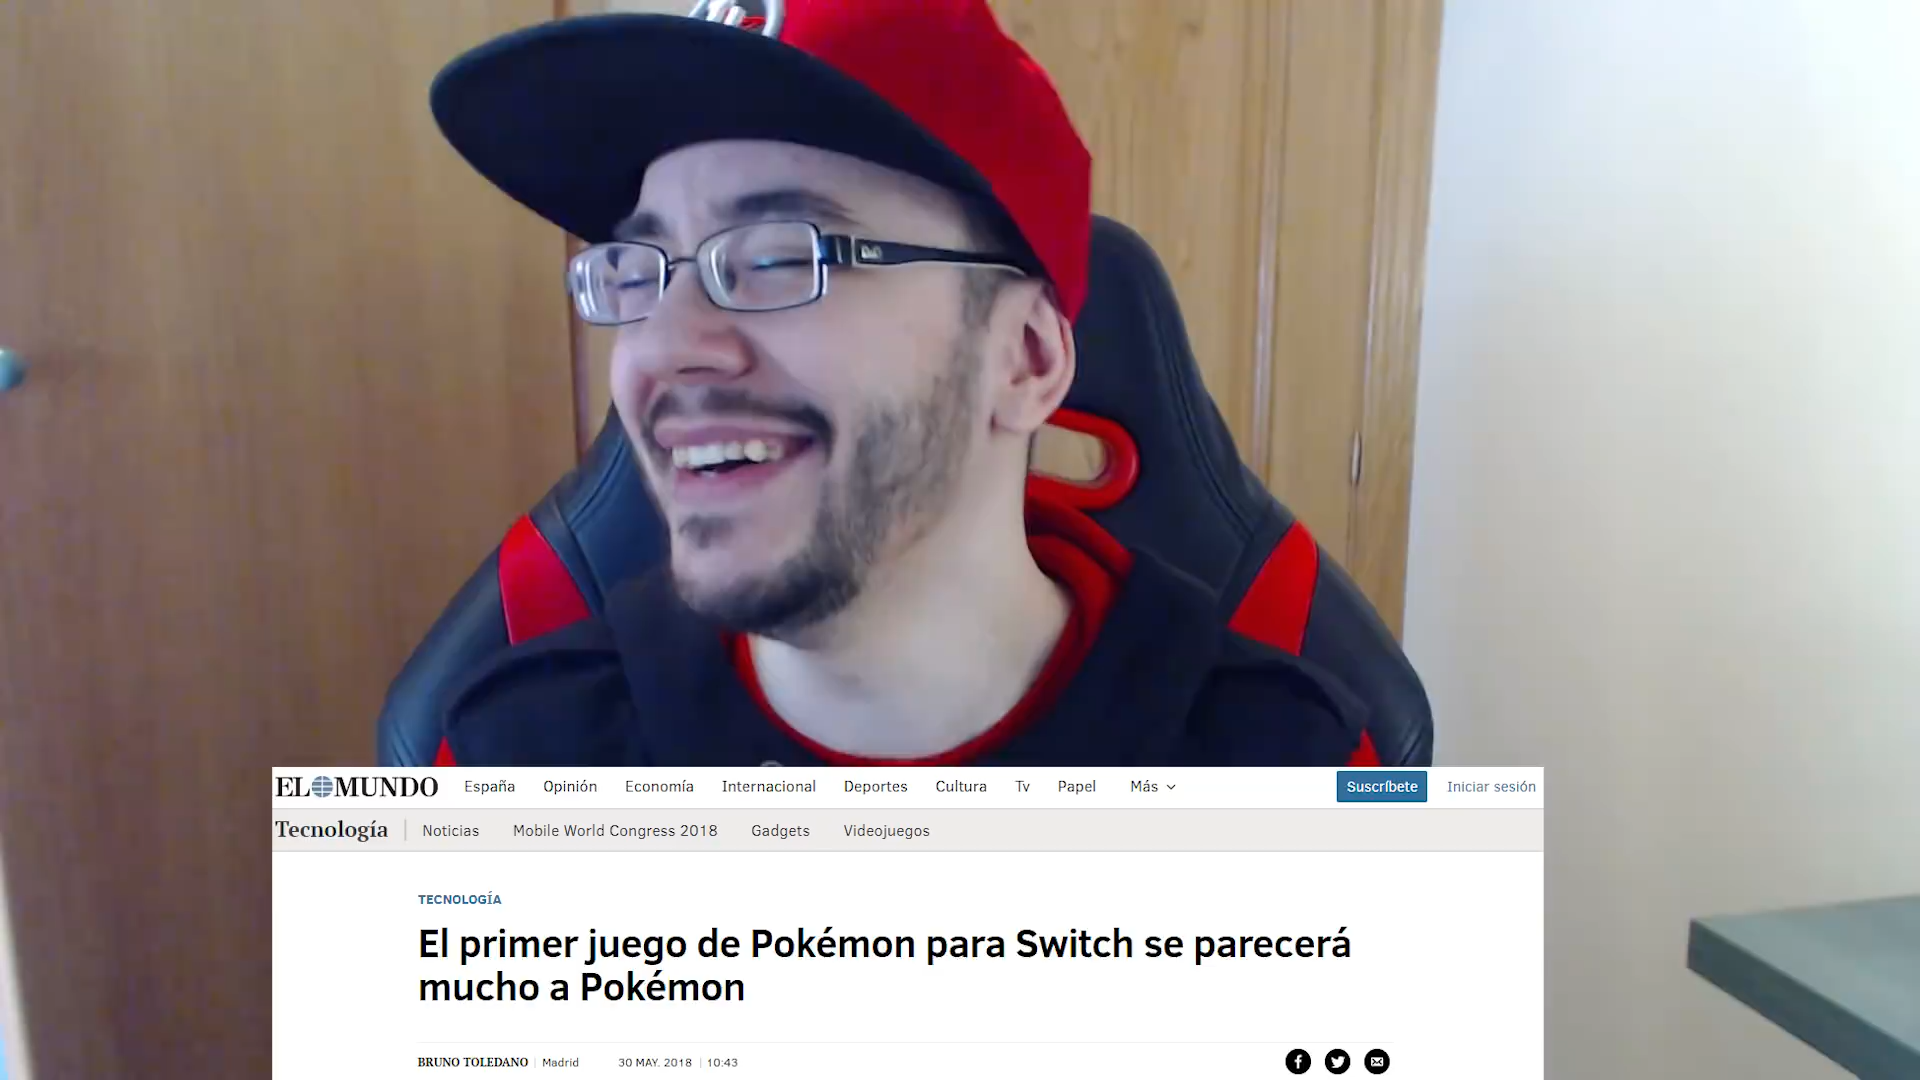 EL MUNDO España Opinión Economía Internacional Deportes Cultura Tv Papel Más Suscríbete Iniciar sesión
Tecnología Noticias Mobile World Congress 2018 Gadgets Videojuegos
TECNOLOGÍA
El primer juego de Pokémon para Switch se parecerá
mucho a Pokémon
BRUNO TOLEDANO Madrid 30 MAY. 2018 10:43